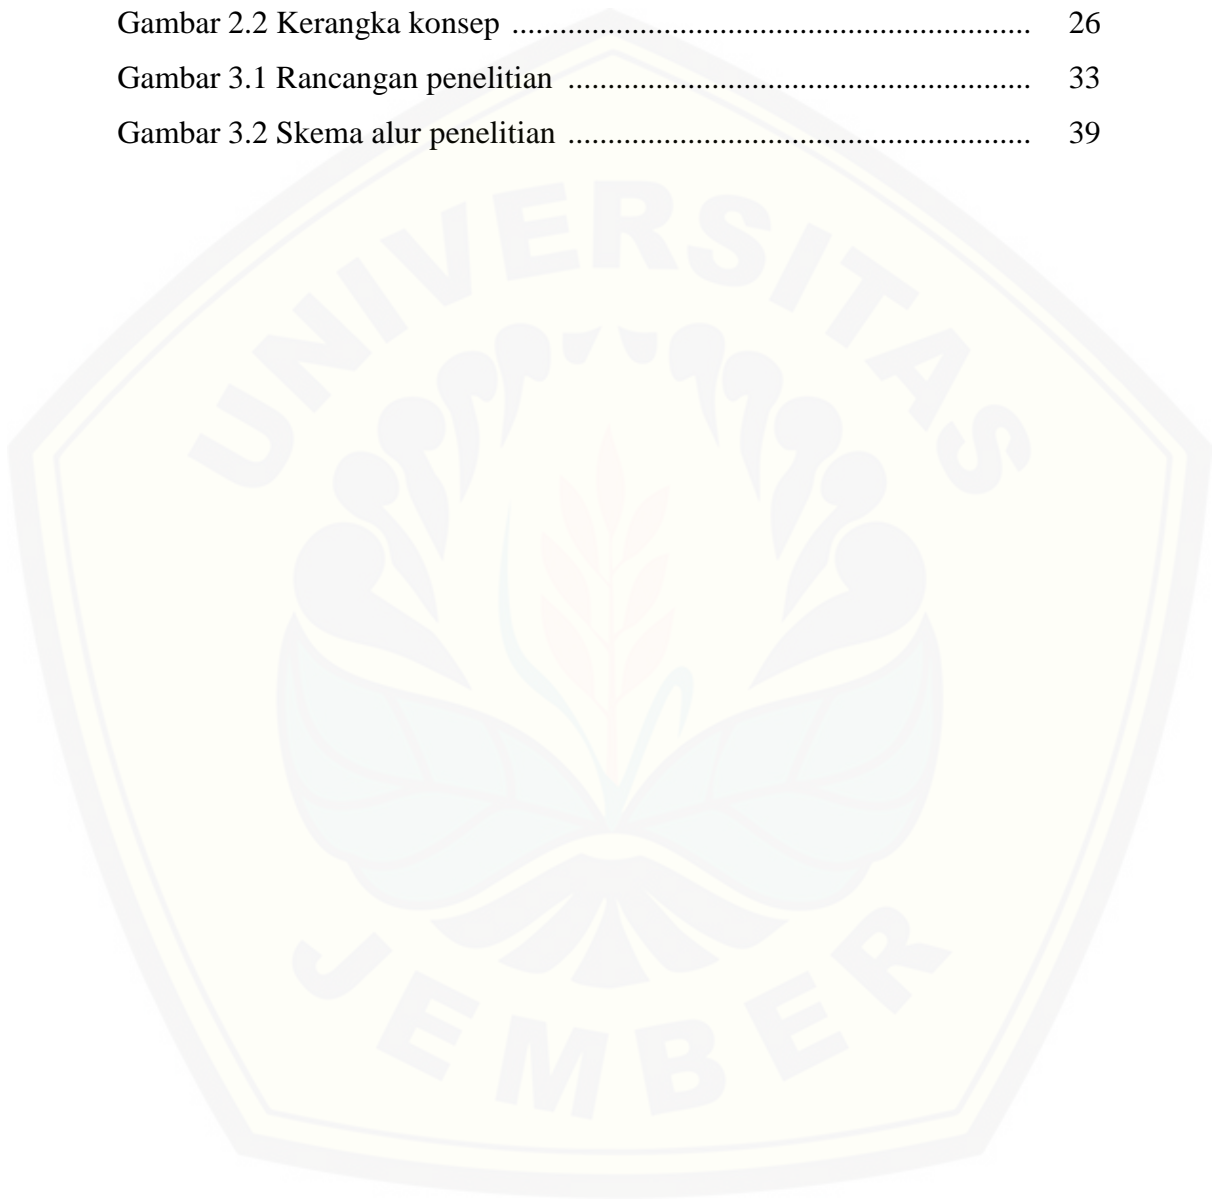 Gambar 2.2 Kerangka konsep ................................................................. 26
Gambar 3.1 Rancangan penelitian .......................................................... 33
Gambar 3.2 Skema alur penelitian .......................................................... 39
UNIVERSITAS
JEMBER